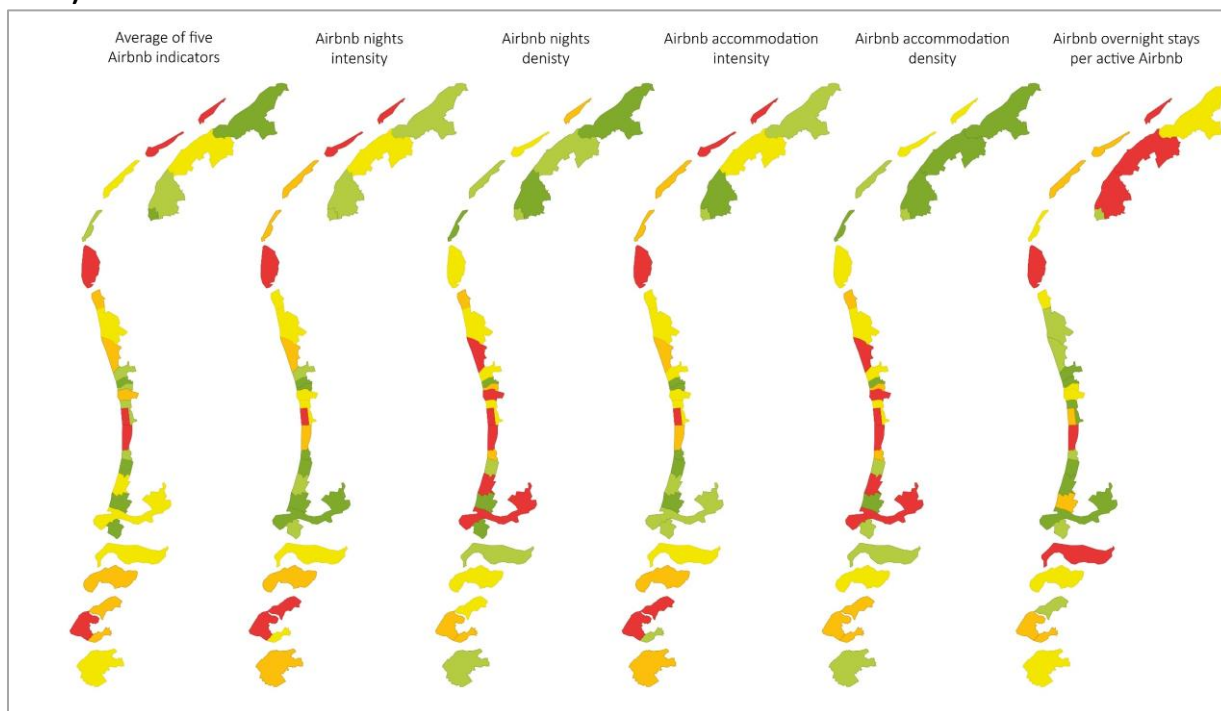 Average of five
Airbnb indicators
Airbnb nights
intensity
Airbnb nights
denisty
Airbnb accommodation
intensity
Airbnb accommodation
density
Airbnb overnight stays
per active Airbnb